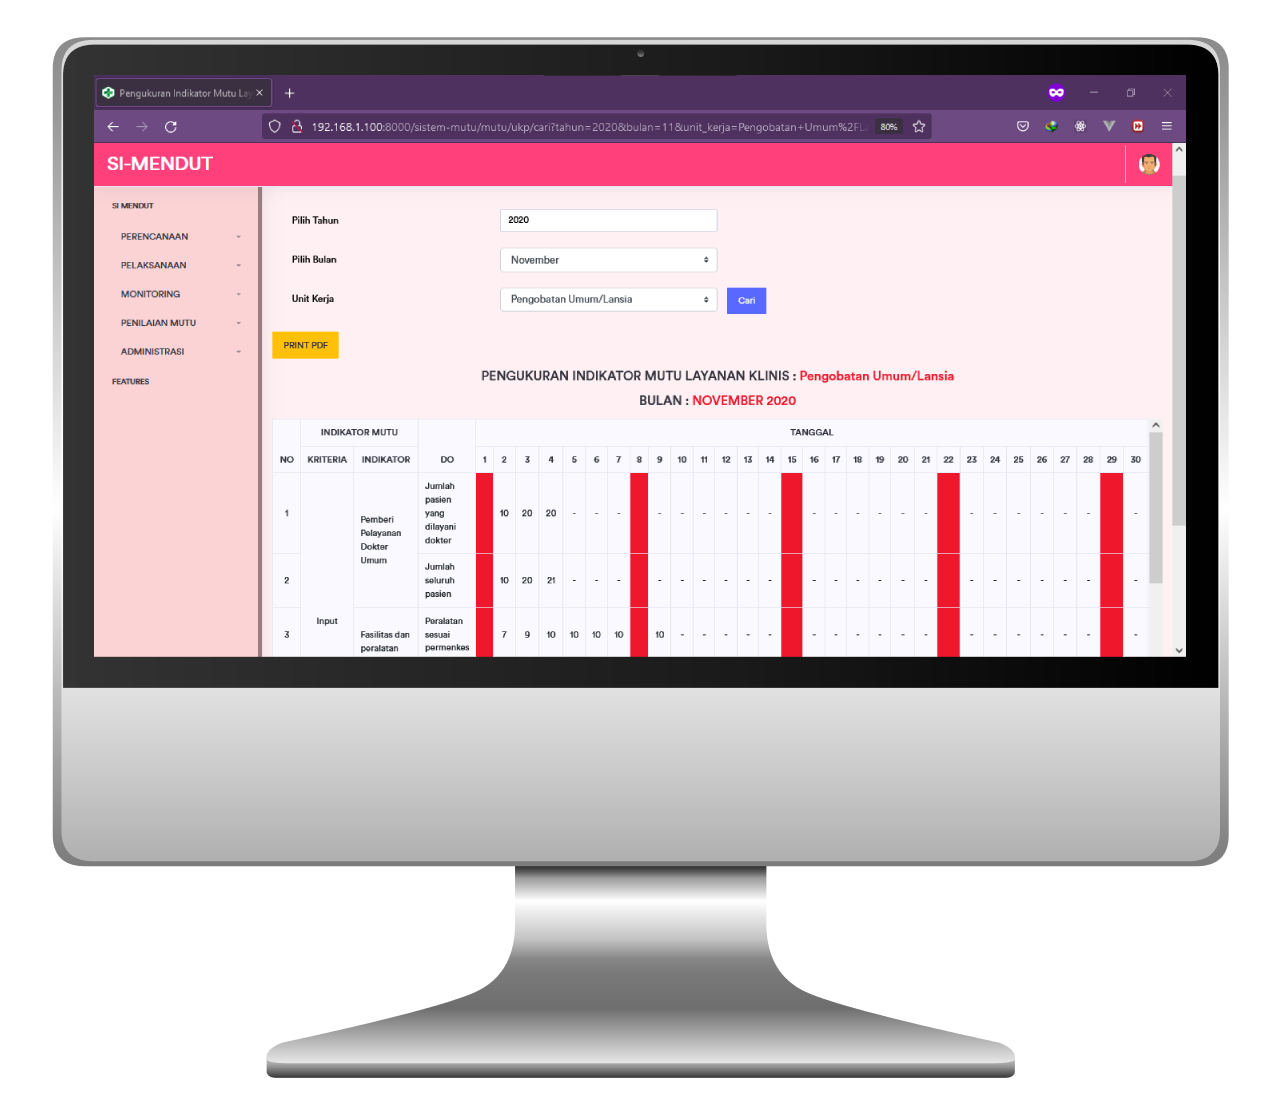 Pengukuran Indikator Mutu Lay
192.168.1.100:8000/sistem-mutu/mutu/ukp/cari?tahun=2020&bulan=11&unit_kerja=Pengobatan+Umum%2FL
80%
SI-MENDUT
SI MENDUT
PERENCANAAN
PELAKSANAAN
MONITORING
PENILAIAN MUTU
ADMINISTRASI
FEATURES
Pilih Tahun 2020
Pilih Bulan November
Unit Kerja Pengobatan Umum/Lansia Cari
PRINT PDF
PENGUKURAN INDIKATOR MUTU LAYANAN KLINIS : Pengobatan Umum/Lansia
BULAN : NOVEMBER 2020
INDIKATOR MUTU TANGGAL
NO KRITERIA INDIKATOR DO 1 2 3 4 5 6 7 8 9 10 11 12 13 14 15 16 17 18 19 20 21 22 23 24 25 26 27 28 29 30
1 Input Pemberi
Pelayanan
Dokter
Umum
Jumlah
pasien
yang
dilayani
dokter
10 20 20 - - - - - - - - - - - - - - - - - - - - - - -
2 Jumlah
seluruh
pasien
10 20 21 - - - - - - - - - - - - - - - - - - - - - - -
3 Fasilitas dan
peralatan
Peralatan
sesuai
permenkes
7 9 10 10 10 10 10 - - - - - - - - - - - - - - - - - - -